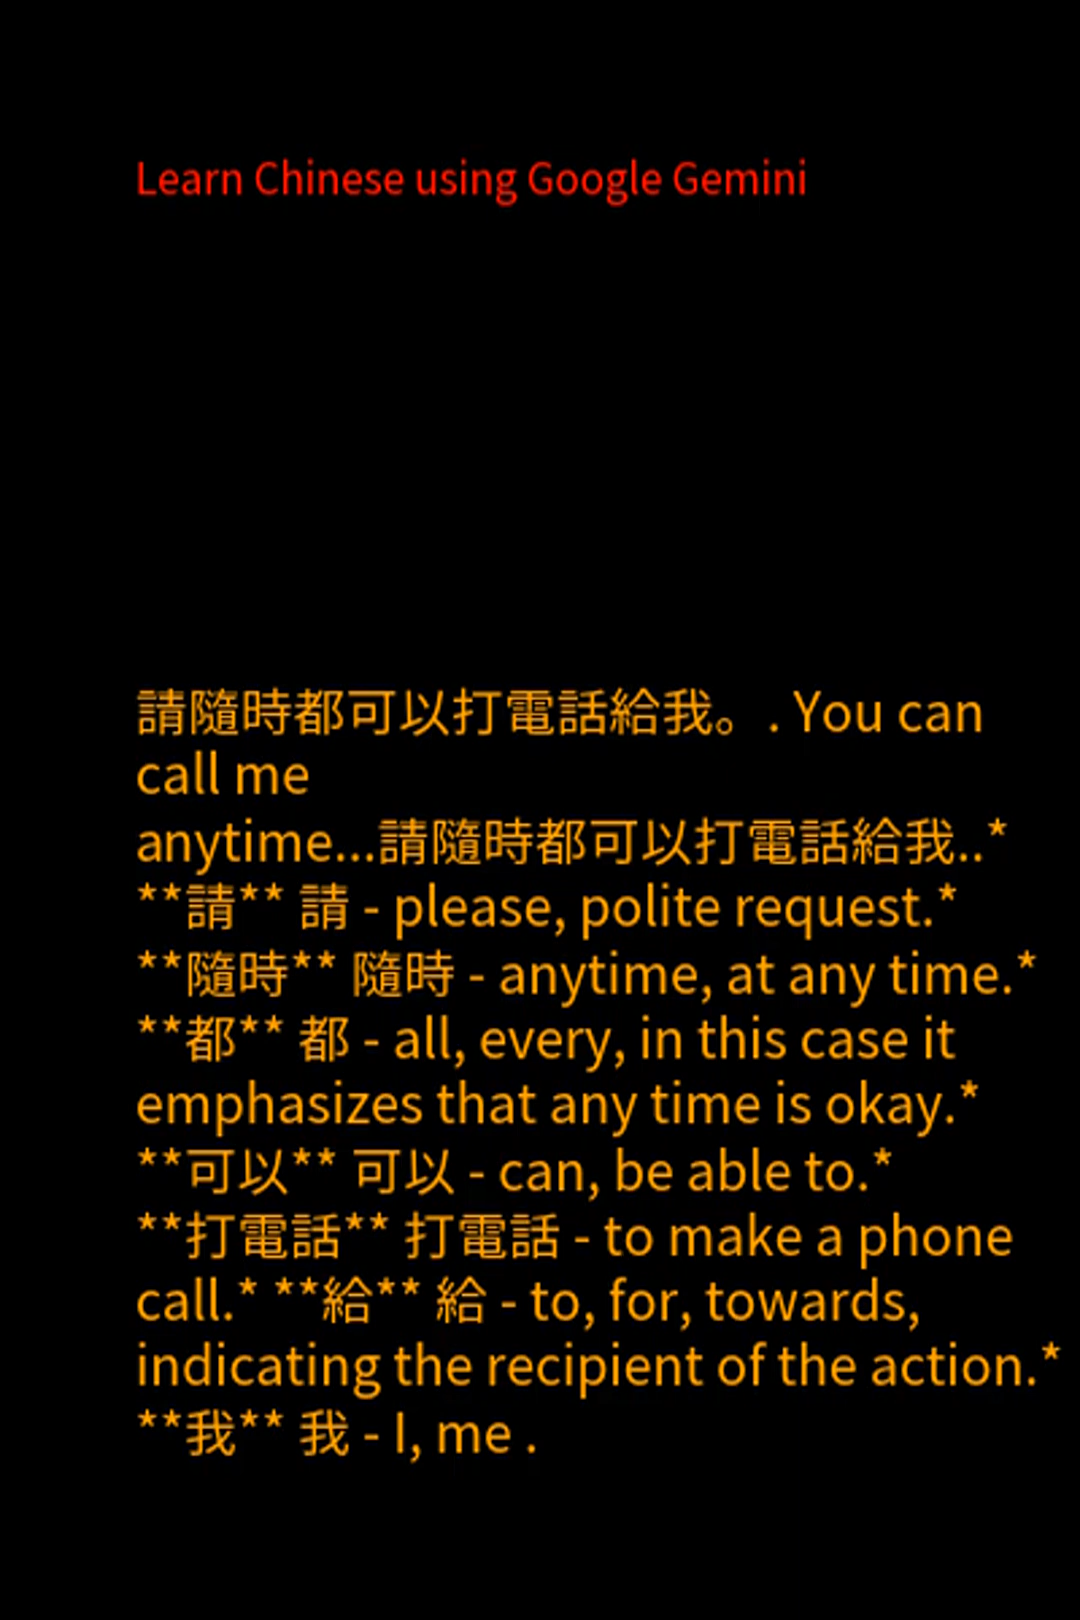 Learn Chinese using Google Gemini
請隨時都可以打電話給我。. You can
call me
anytime...請隨時都可以打電話給我..*
**請** 請 - please, polite request.*
**隨時** 隨時 - anytime, at any time.*
**都** 都 - all, every, in this case it
emphasizes that any time is okay.*
**可以** 可以 - can, be able to.*
**打電話** 打電話 - to make a phone
call.* **給** 給 - to, for, towards,
indicating the recipient of the action.*
**我** 我 - I, me .